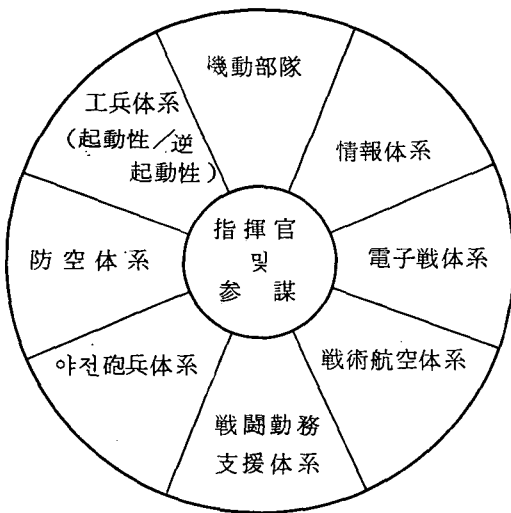 機動部隊
情報体系
電子戦体系
戦術航空体系
戦闘勤務
支援体系
야전砲兵体系
防空体系
工兵体系
(起動性/逆
起動性)
指揮官
및
参謀